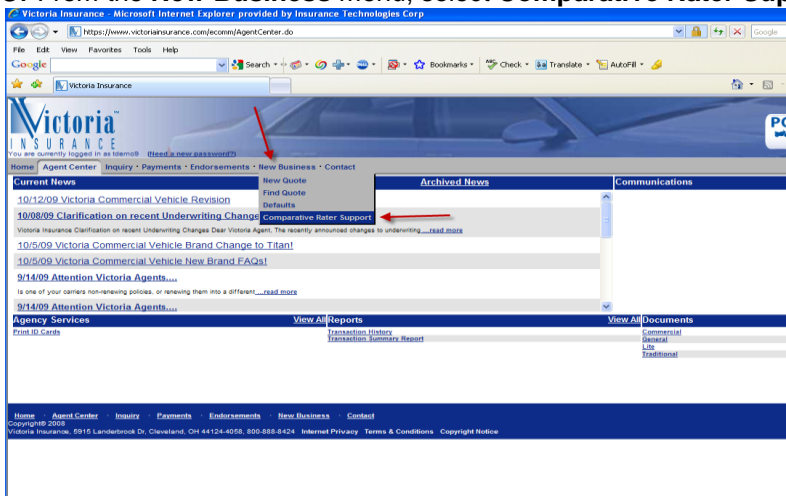 From the New Business menu, select Comparative Rater Sup
Victoria Insurance - Microsoft Internet Explorer provided by Insurance Technologies Corp
https://www.victoriainsurance.com/ecomm/AgentCenter.do
Google
File Edit View Favorites Tools Help
Google Search Bookmarks Check Translate AutoFill
Victoria Insurance
Victoria™
INSURANCE
PO
You are currently logged in as tdemo9 (Need a new password?)
Home Agent Center Inquiry · Payments · Endorsements · New Business · Contact
New Quote
Find Quote
Defaults
Comparative Rater Support
Current News Archived News Communications
10/12/09 Victoria Commercial Vehicle Revision
10/08/09 Clarification on recent Underwriting Change
Victoria Insurance Clarification on recent Underwriting Changes Dear Victoria Agent, The recently announced changes to underwriting ...read more
10/5/09 Victoria Commercial Vehicle Brand Change to Titan!
10/5/09 Victoria Commercial Vehicle New Brand FAQs!
9/14/09 Attention Victoria Agents....
Is one of your carriers non-renewing policies, or renewing them into a different ...read more
9/14/09 Attention Victoria Agents....
Agency Services View All Reports View All Documents
Print ID Cards
Transaction History
Transaction Summary Report
Commercial
General
Lite
Traditional
Home · Agent Center · Inquiry · Payments · Endorsements · New Business · Contact
Copyright© 2008
Victoria Insurance, 5915 Landerbrook Dr, Cleveland, OH 44124-4058, 800-888-8424 Internet Privacy Terms & Conditions Copyright Notice